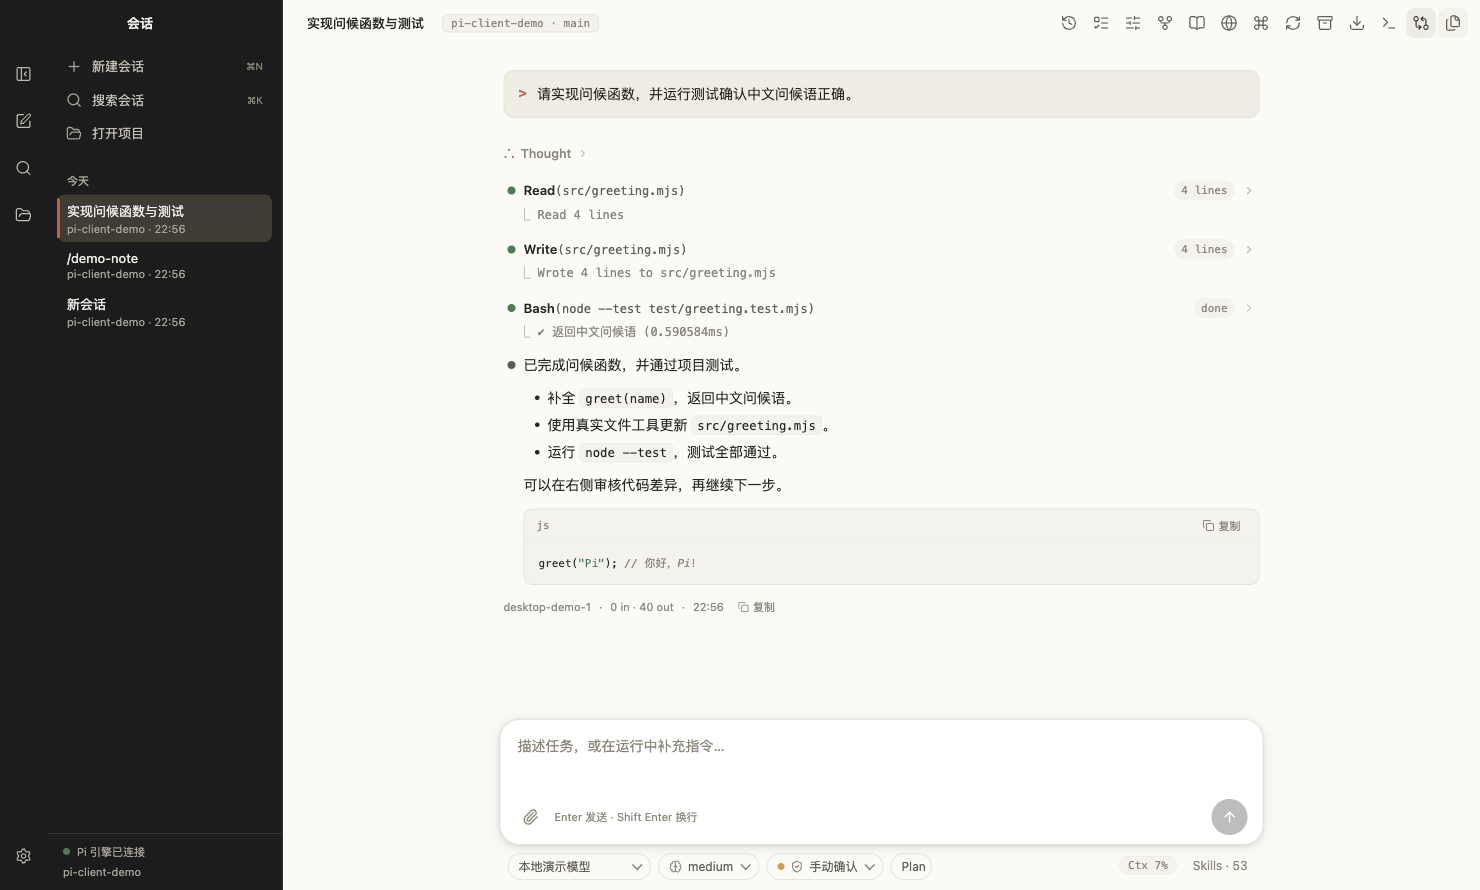 会话
新建会话 ⌘N
搜索会话 ⌘K
打开项目
今天
实现问候函数与测试
pi-client-demo · 22:56
/demo-note
pi-client-demo · 22:56
新会话
pi-client-demo · 22:56
Pi 引擎已连接
pi-client-demo
实现问候函数与测试 pi-client-demo · main
> 请实现问候函数，并运行测试确认中文问候语正确。
Thought
Read(src/greeting.mjs) 4 lines
Read 4 lines
Write(src/greeting.mjs) 4 lines
Wrote 4 lines to src/greeting.mjs
Bash(node --test test/greeting.test.mjs) done
✔ 返回中文问候语 (0.590584ms)
已完成问候函数，并通过项目测试。
• 补全 greet(name)，返回中文问候语。
• 使用真实文件工具更新 src/greeting.mjs。
• 运行 node --test，测试全部通过。
可以在右侧审核代码差异，再继续下一步。
js 复制
greet("Pi"); // 你好，Pi！
desktop-demo-1 · 0 in · 40 out · 22:56 复制
描述任务，或在运行中补充指令...
Enter 发送 · Shift Enter 换行
本地演示模型 medium 手动确认 Plan Ctx 7% Skills · 53